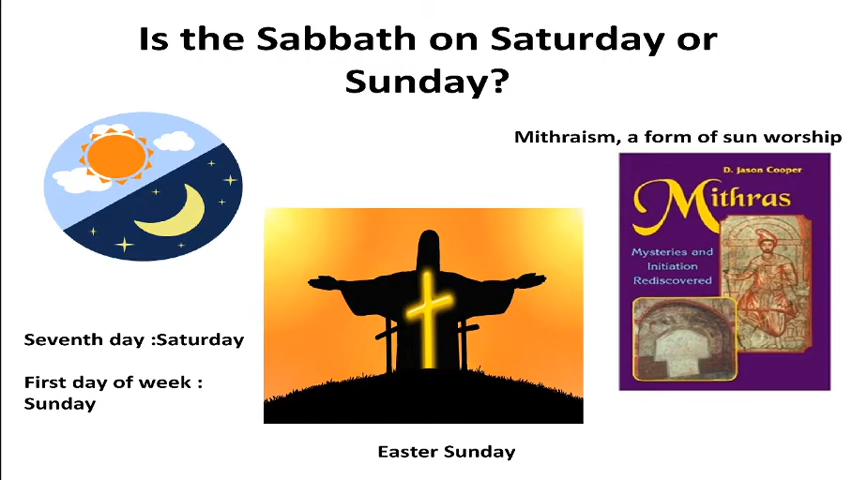 Is the Sabbath on Saturday or
Sunday?
Mithraism, a form of sun worship
D. Jason Cooper
Mithras
Mysteries and
Initiation
Rediscovered
Seventh day :Saturday
First day of week :
Sunday
Easter Sunday